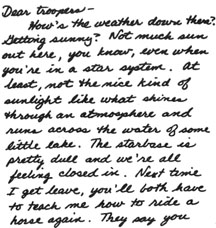 Dear troopers—
How's the weather down there?
Getting sunny? Not much sun
out here, you know, even when
you're in a star system. At
least, not the nice kind of
sunlight like what shines
through an atmosphere and
runs across the water of some
little lake. The starbase is
pretty dull and we're all
feeling closed in. Next time
I get leave, you'll both have
to teach me how to ride a
horse again. They say you